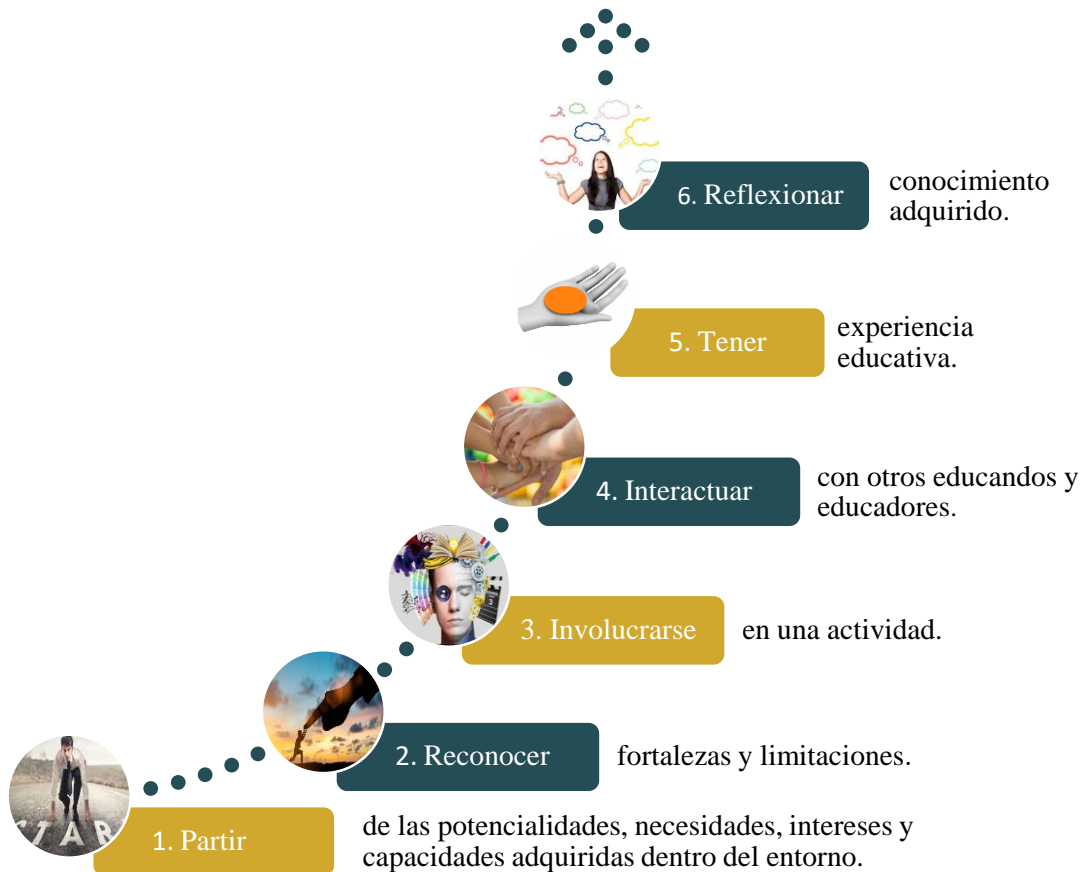 6. Reflexionar
conocimiento
adquirido.
5. Tener
experiencia
educativa.
4. Interactuar
con otros educandos y
educadores.
3. Involucrarse
en una actividad.
2. Reconocer
fortalezas y limitaciones.
STAR
1. Partir
de las potencialidades, necesidades, intereses y
capacidades adquiridas dentro del entorno.